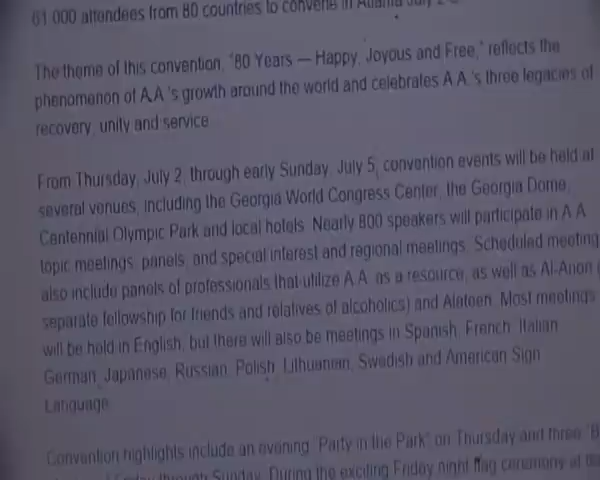 61,000 attendees from 80 countries to convene in Atlanta July 2-5
The theme of this convention, "80 Years — Happy, Joyous and Free," reflects the
phenomenon of A.A.'s growth around the world and celebrates A.A.'s three legacies of
recovery, unity and service.
From Thursday, July 2, through early Sunday, July 5, convention events will be held at
several venues, including the Georgia World Congress Center, the Georgia Dome,
Centennial Olympic Park and local hotels. Nearly 800 speakers will participate in A.A.
topic meetings, panels, and special interest and regional meetings. Scheduled meeting
also include panels of professionals that utilize A.A. as a resource, as well as Al-Anon (
separate fellowship for friends and relatives of alcoholics) and Alateen. Most meetings
will be held in English, but there will also be meetings in Spanish, French, Italian,
German, Japanese, Russian, Polish, Lithuanian, Swedish and American Sign
Language.
Convention highlights include an evening "Party in the Park" on Thursday and three "B
through Sunday. During the exciting Friday night flag ceremony at